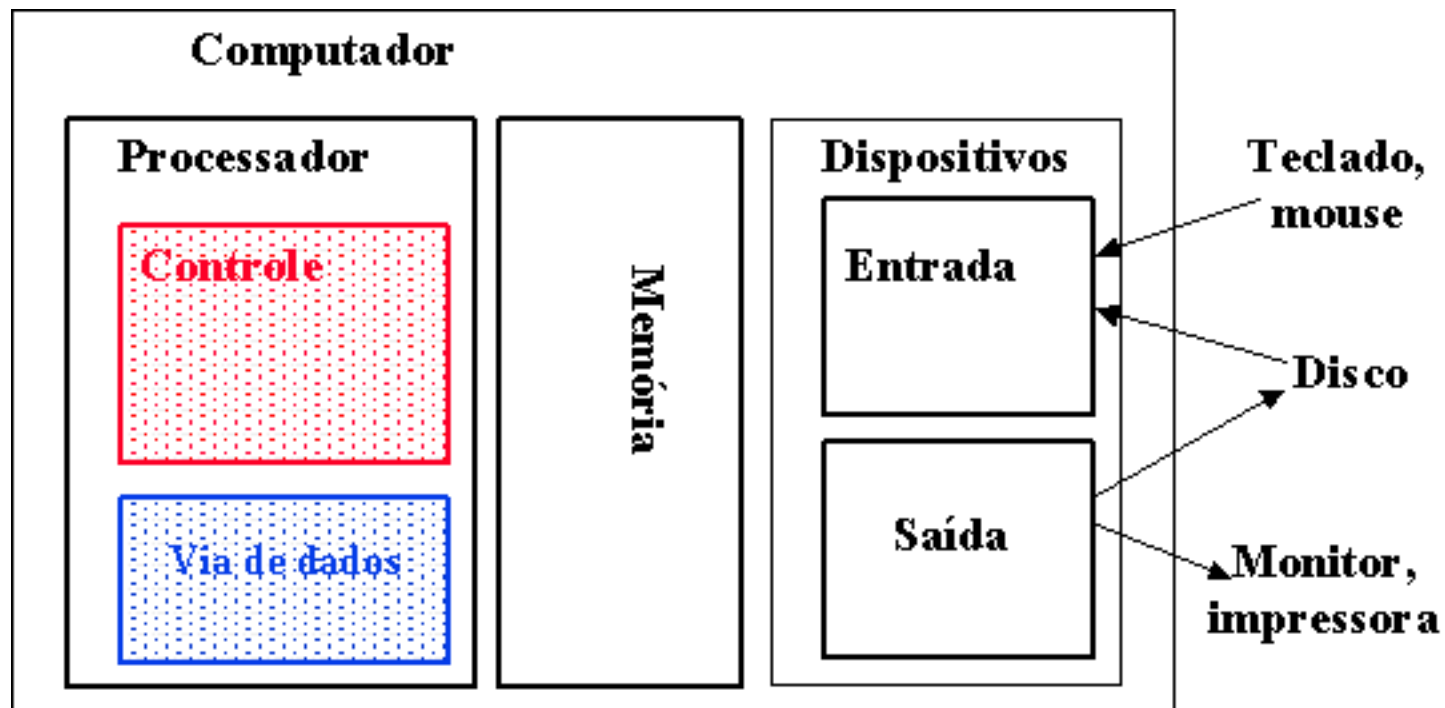 Computador
Processador
Controle
Via de dados
Memória
Dispositivos
Entrada
Saída
Teclado,
mouse
Disco
Monitor,
impressora